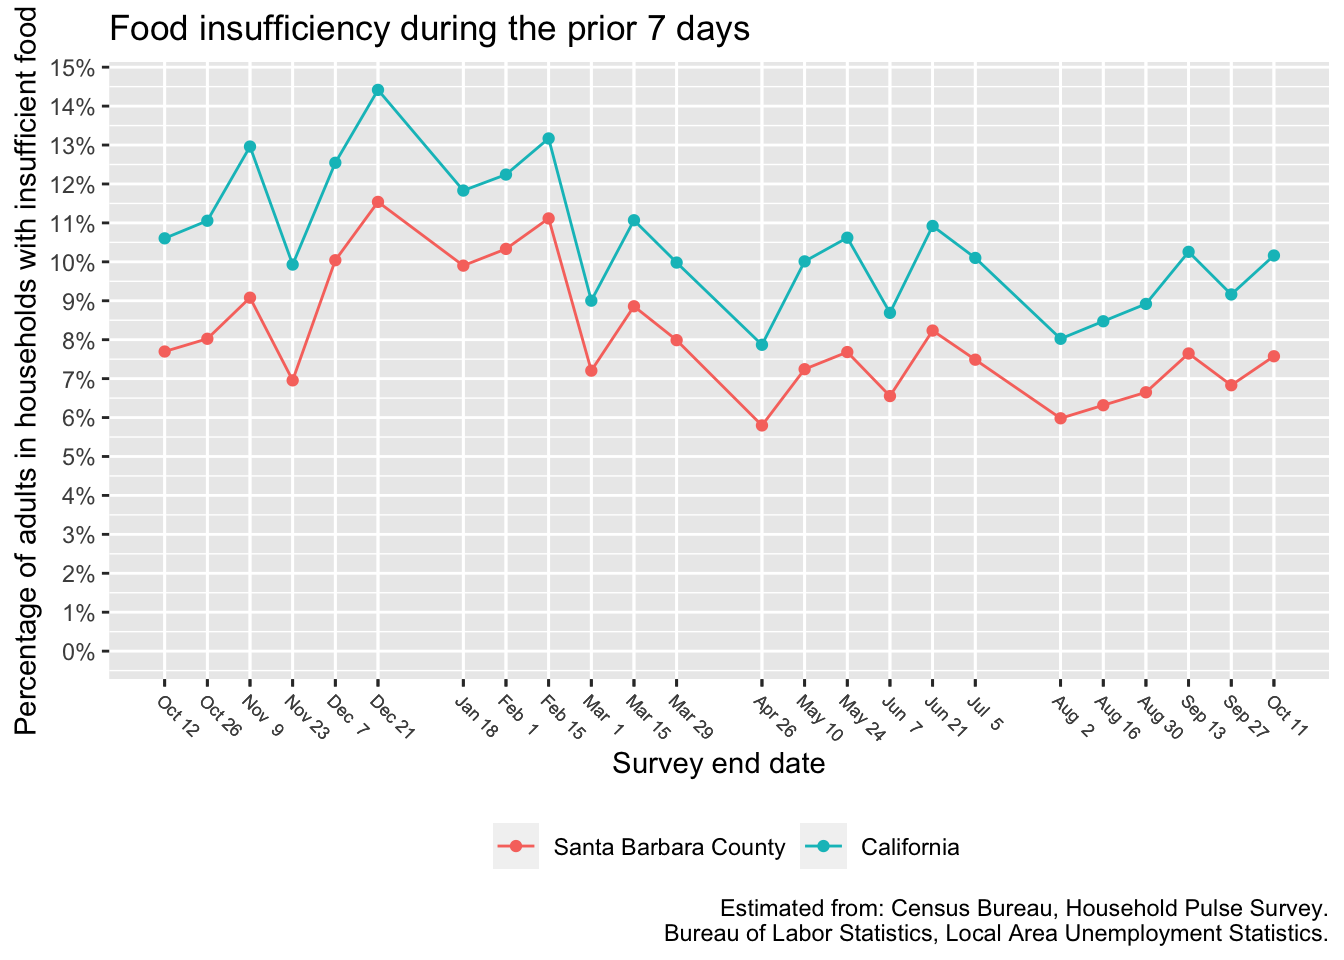 Food insufficiency during the prior 7 days
Percentage of adults in households with insufficient food
15%
14%
13%
12%
11%
10%
9%
8%
7%
6%
5%
4%
3%
2%
1%
0%
Oct 12
Oct 26
Nov 9
Nov 23
Dec 7
Dec 21
Jan 18
Feb 1
Feb 15
Mar 1
Mar 15
Mar 29
Apr 26
May 10
May 24
Jun 7
Jun 21
Jul 5
Aug 2
Aug 16
Aug 30
Sep 13
Sep 27
Oct 11
Survey end date
Santa Barbara County
California
Estimated from: Census Bureau, Household Pulse Survey.
Bureau of Labor Statistics, Local Area Unemployment Statistics.